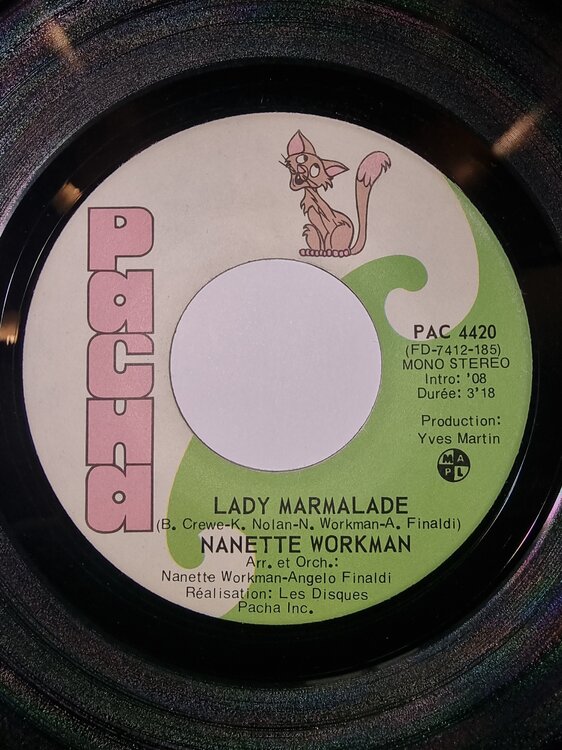 Pacha
PAC 4420
(FD-7412-185)
MONO STEREO
Intro: '08
Durée: 3'18
Production:
Yves Martin
M A
P L
LADY MARMALADE
(B. Crewe-K. Nolan-N. Workman-A. Finaldi)
NANETTE WORKMAN
Arr. et Orch.:
Nanette Workman-Angelo Finaldi
Réalisation: Les Disques
Pacha Inc.